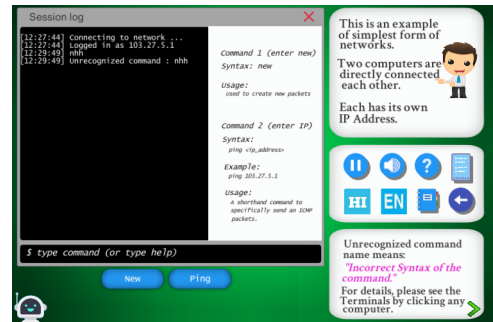 Session log
[12:27:44] Connecting to network ...
[12:27:44] Logged in as 103.27.5.1
[12:29:49] nhh
[12:29:49] Unrecognized command : nhh
Command 1 (enter new)
Syntax: new
Usage:
Used to create new packets
Command 2 (enter IP)
Syntax:
ping <ip_address>
Example:
ping 103.27.5.1
Usage:
A shorthand command to
specifically send an ICMP
packets.
$ type command (or type help)
New
Ping
This is an example
of simplest form of
networks.
Two computers are
directly connected
each other.
Each has its own
IP Address.
?
HI
EN
Unrecognized command
name means:
"Incorrect Syntax of the
command."
For details, please see the
Terminals by clicking any
computer.